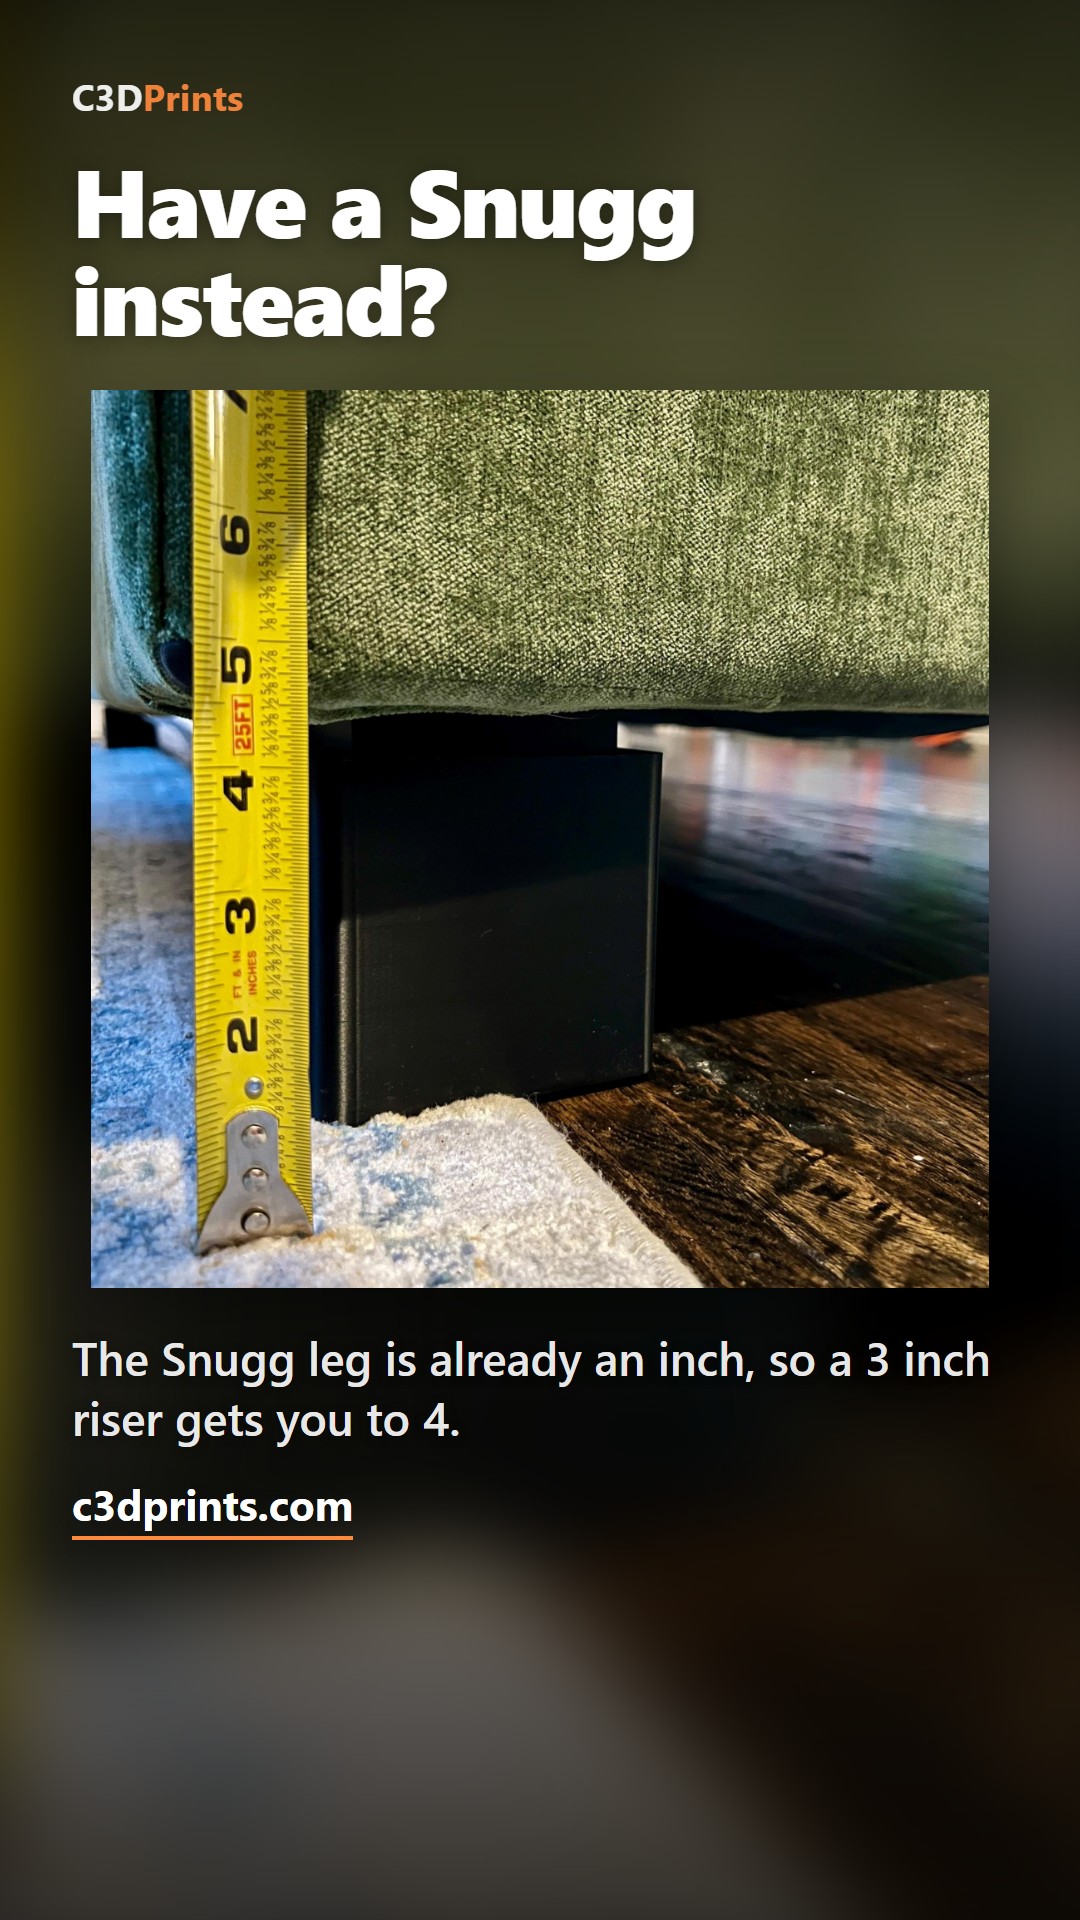 C3DPrints
Have a Snugg
instead?
6
5
25FT
4
3
FT & IN
INCHES
2
The Snugg leg is already an inch, so a 3 inch
riser gets you to 4.
c3dprints.com